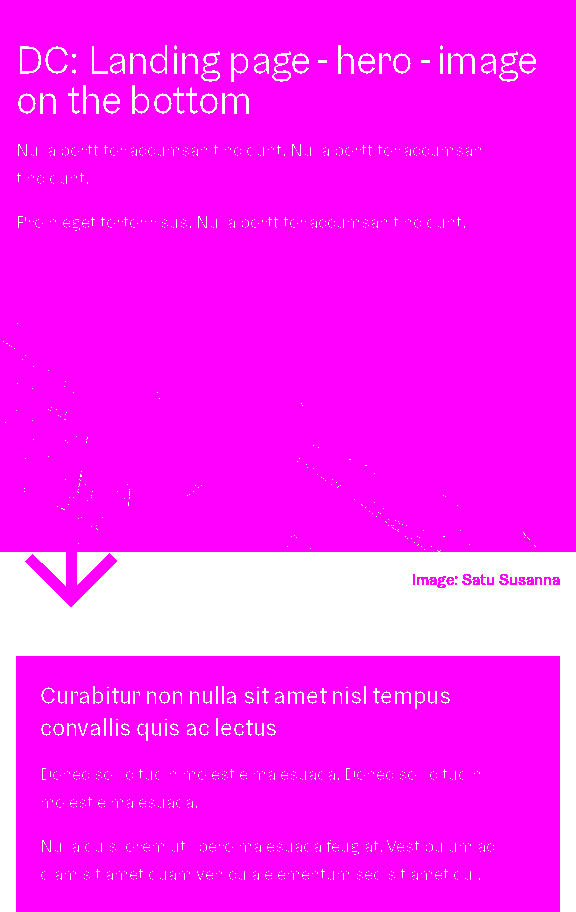 DC: Landing page - hero - image
on the bottom
Nulla porttitor accumsan tincidunt. Nulla porttitor accumsan
tincidunt.
Proin eget tortor risus. Nulla porttitor accumsan tincidunt.
Image: Satu Susanna
Curabitur non nulla sit amet nisl tempus
convallis quis ac lectus
Donec sollicitudin molestie malesuada. Donec sollicitudin
molestie malesuada.
Nulla quis lorem ut libero malesuada feugiat. Vestibulum ac
diam sit amet quam vehicula elementum sed sit amet dui.